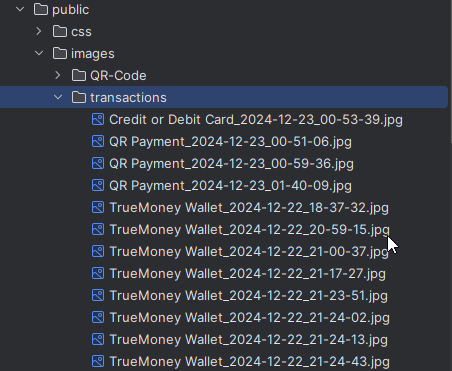 public
css
images
QR-Code
transactions
Credit or Debit Card_2024-12-23_00-53-39.jpg
QR Payment_2024-12-23_00-51-06.jpg
QR Payment_2024-12-23_00-59-36.jpg
QR Payment_2024-12-23_01-40-09.jpg
TrueMoney Wallet_2024-12-22_18-37-32.jpg
TrueMoney Wallet_2024-12-22_20-59-15.jpg
TrueMoney Wallet_2024-12-22_21-00-37.jpg
TrueMoney Wallet_2024-12-22_21-17-27.jpg
TrueMoney Wallet_2024-12-22_21-23-51.jpg
TrueMoney Wallet_2024-12-22_21-24-02.jpg
TrueMoney Wallet_2024-12-22_21-24-13.jpg
TrueMoney Wallet_2024-12-22_21-24-43.jpg